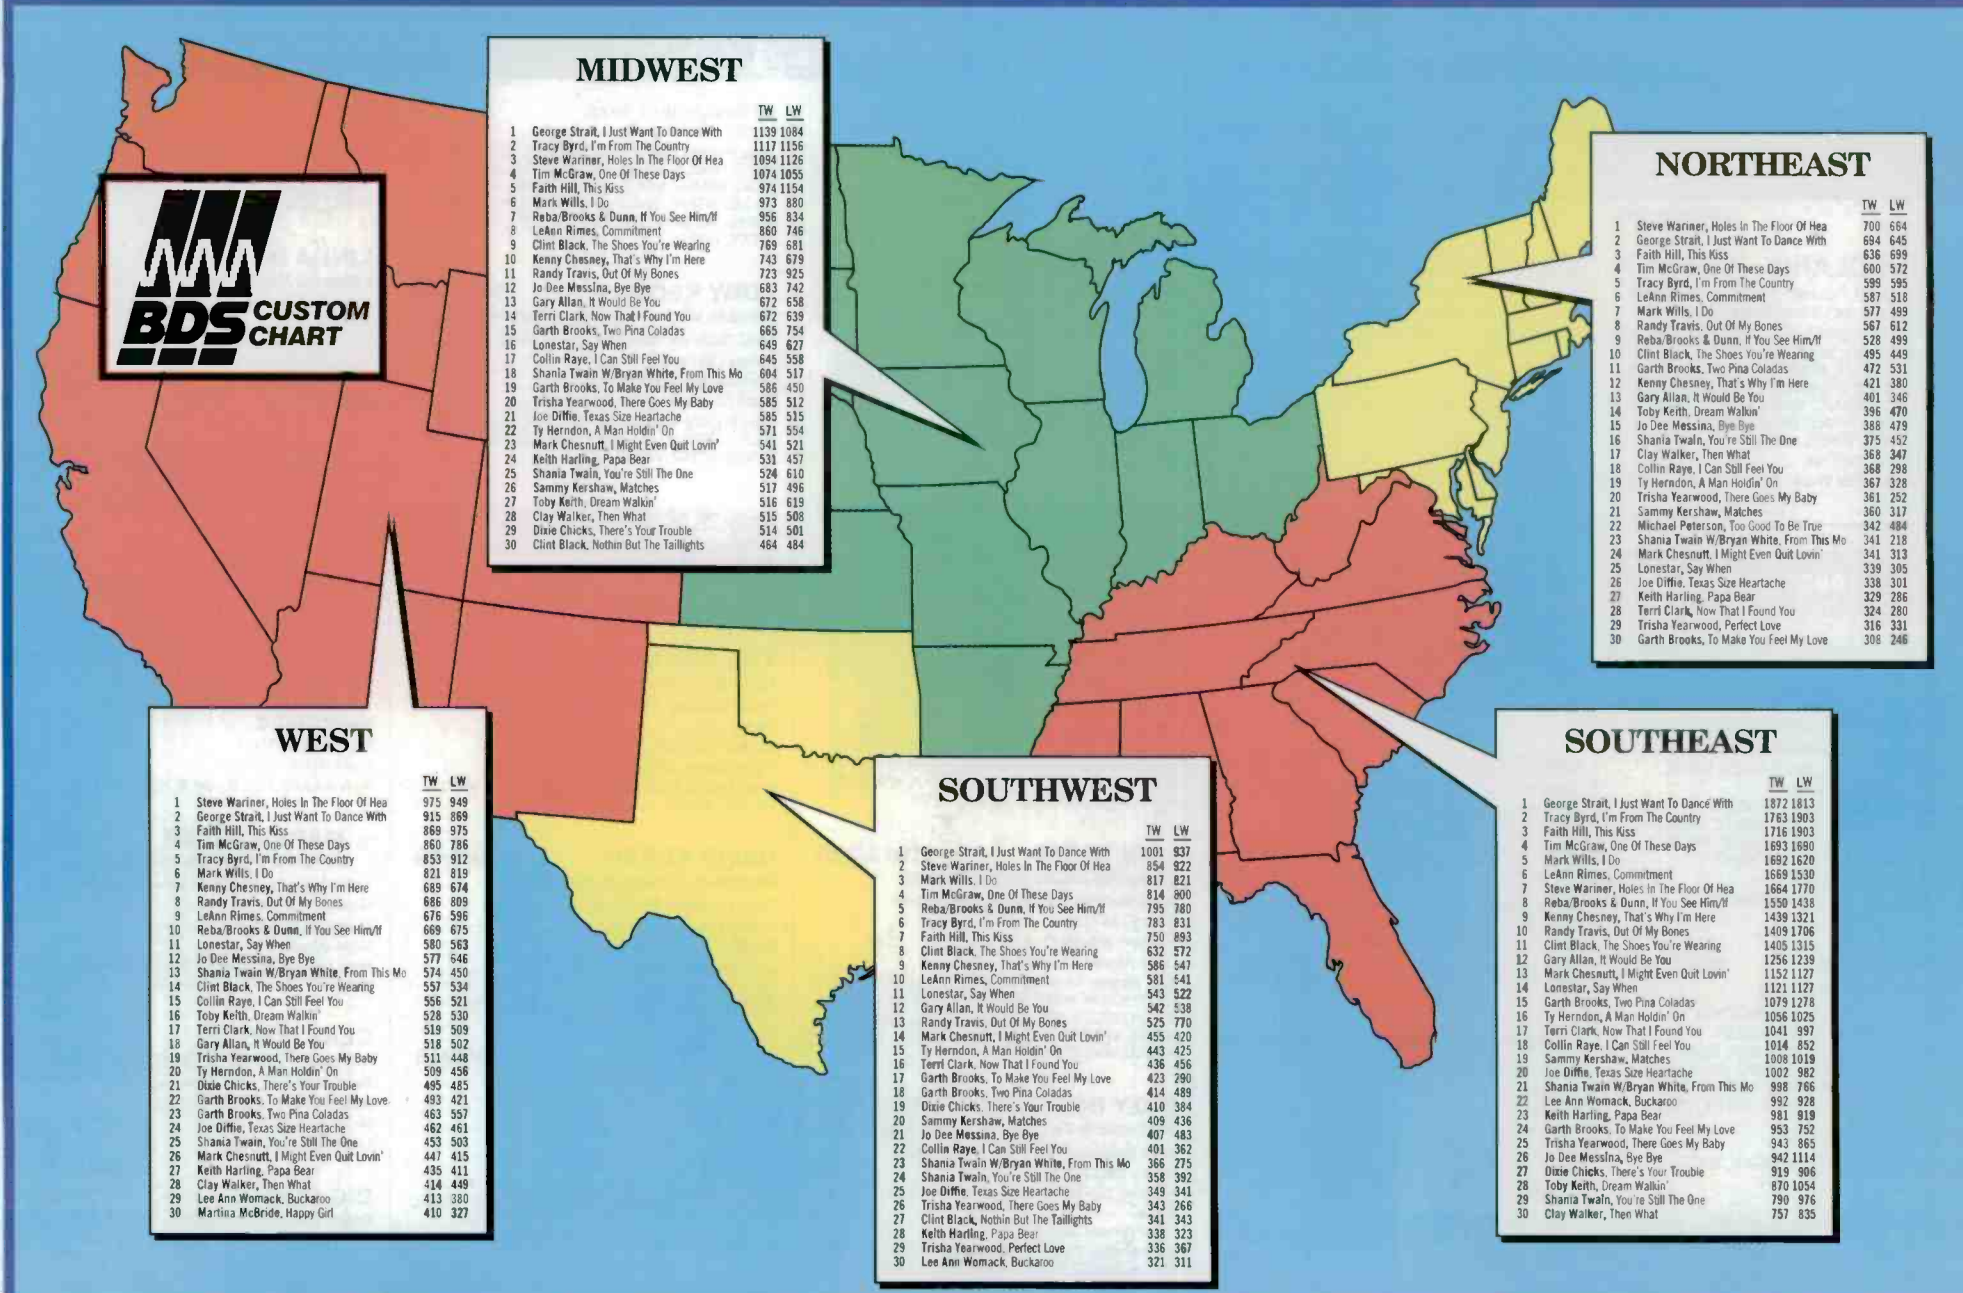 MIDWEST
TW LW
1 George Strait, I Just Want To Dance With 1139 1084
2 Tracy Byrd, I'm From The Country 1117 1156
3 Steve Wariner, Holes In The Floor Of Hea 1094 1126
4 Tim McGraw, One Of These Days 1074 1055
5 Faith Hill, This Kiss 974 1154
6 Mark Wills, I Do 973 880
7 Reba/Brooks & Dunn, If You See Him/If 956 834
8 LeAnn Rimes, Commitment 860 746
9 Clint Black, The Shoes You're Wearing 769 681
10 Kenny Chesney, That's Why I'm Here 743 679
11 Randy Travis, Out Of My Bones 723 925
12 Jo Dee Messina, Bye Bye 683 742
13 Gary Allan, It Would Be You 672 658
14 Terri Clark, Now That I Found You 672 639
15 Garth Brooks, Two Pina Coladas 665 754
16 Lonestar, Say When 649 627
17 Collin Raye, I Can Still Feel You 645 558
18 Shania Twain W/Bryan White, From This Mo 604 517
19 Garth Brooks, To Make You Feel My Love 586 450
20 Trisha Yearwood, There Goes My Baby 585 512
21 Joe Diffie, Texas Size Heartache 585 515
22 Ty Herndon, A Man Holdin' On 571 554
23 Mark Chesnutt, I Might Even Quit Lovin' 541 521
24 Keith Harling, Papa Bear 531 457
25 Shania Twain, You're Still The One 524 610
26 Sammy Kershaw, Matches 517 496
27 Toby Keith, Dream Walkin' 516 619
28 Clay Walker, Then What 515 508
29 Dixie Chicks, There's Your Trouble 514 501
30 Clint Black, Nothin But The Taillights 464 484
NORTHEAST
TW LW
1 Steve Wariner, Holes In The Floor Of Hea 700 664
2 George Strait, I Just Want To Dance With 694 645
3 Faith Hill, This Kiss 636 699
4 Tim McGraw, One Of These Days 600 572
5 Tracy Byrd, I'm From The Country 599 595
6 LeAnn Rimes, Commitment 587 518
7 Mark Wills, I Do 577 499
8 Randy Travis, Out Of My Bones 567 612
9 Reba/Brooks & Dunn, If You See Him/If 528 499
10 Clint Black, The Shoes You're Wearing 495 449
11 Garth Brooks, Two Pina Coladas 472 531
12 Kenny Chesney, That's Why I'm Here 421 380
13 Gary Allan, It Would Be You 401 346
14 Toby Keith, Dream Walkin' 396 470
15 Jo Dee Messina, Bye Bye 388 479
16 Shania Twain, You're Still The One 375 452
17 Clay Walker, Then What 368 347
18 Collin Raye, I Can Still Feel You 368 298
19 Ty Herndon, A Man Holdin' On 367 328
20 Trisha Yearwood, There Goes My Baby 361 252
21 Sammy Kershaw, Matches 360 317
22 Michael Peterson, Too Good To Be True 342 484
23 Shania Twain W/Bryan White, From This Mo 341 218
24 Mark Chesnutt, I Might Even Quit Lovin' 341 313
25 Lonestar, Say When 339 305
26 Joe Diffie, Texas Size Heartache 338 301
27 Keith Harling, Papa Bear 329 286
28 Terri Clark, Now That I Found You 324 280
29 Trisha Yearwood, Perfect Love 316 331
30 Garth Brooks, To Make You Feel My Love 308 246
BDS CUSTOM
CHART
WEST
TW LW
1 Steve Wariner, Holes In The Floor Of Hea 975 949
2 George Strait, I Just Want To Dance With 915 869
3 Faith Hill, This Kiss 869 975
4 Tim McGraw, One Of These Days 860 786
5 Tracy Byrd, I'm From The Country 853 912
6 Mark Wills, I Do 821 819
7 Kenny Chesney, That's Why I'm Here 689 674
8 Randy Travis, Out Of My Bones 686 809
9 LeAnn Rimes, Commitment 676 596
10 Reba/Brooks & Dunn, If You See Him/If 669 675
11 Lonestar, Say When 580 563
12 Jo Dee Messina, Bye Bye 577 646
13 Shania Twain W/Bryan White, From This Mo 574 450
14 Clint Black, The Shoes You're Wearing 557 534
15 Collin Raye, I Can Still Feel You 556 521
16 Toby Keith, Dream Walkin' 528 530
17 Terri Clark, Now That I Found You 519 509
18 Gary Allan, It Would Be You 518 502
19 Trisha Yearwood, There Goes My Baby 511 448
20 Ty Herndon, A Man Holdin' On 509 456
21 Dixie Chicks, There's Your Trouble 495 485
22 Garth Brooks, To Make You Feel My Love 493 421
23 Garth Brooks, Two Pina Coladas 463 557
24 Joe Diffie, Texas Size Heartache 462 461
25 Shania Twain, You're Still The One 453 503
26 Mark Chesnutt, I Might Even Quit Lovin' 447 415
27 Keith Harling, Papa Bear 435 411
28 Clay Walker, Then What 414 449
29 Lee Ann Womack, Buckaroo 413 380
30 Martina McBride, Happy Girl 410 327
SOUTHWEST
TW LW
1 George Strait, I Just Want To Dance With 1001 937
2 Steve Wariner, Holes In The Floor Of Hea 854 922
3 Mark Wills, I Do 817 821
4 Tim McGraw, One Of These Days 814 800
5 Reba/Brooks & Dunn, If You See Him/If 795 780
6 Tracy Byrd, I'm From The Country 783 831
7 Faith Hill, This Kiss 750 893
8 Clint Black, The Shoes You're Wearing 632 572
9 Kenny Chesney, That's Why I'm Here 586 547
10 LeAnn Rimes, Commitment 581 541
11 Lonestar, Say When 543 522
12 Gary Allan, It Would Be You 542 538
13 Randy Travis, Out Of My Bones 525 770
14 Mark Chesnutt, I Might Even Quit Lovin' 455 420
15 Ty Herndon, A Man Holdin' On 443 425
16 Terri Clark, Now That I Found You 436 456
17 Garth Brooks, To Make You Feel My Love 423 290
18 Garth Brooks, Two Pina Coladas 414 489
19 Dixie Chicks, There's Your Trouble 410 384
20 Sammy Kershaw, Matches 409 436
21 Jo Dee Messina, Bye Bye 407 483
22 Collin Raye, I Can Still Feel You 401 362
23 Shania Twain W/Bryan White, From This Mo 366 275
24 Shania Twain, You're Still The One 358 392
25 Joe Diffie, Texas Size Heartache 349 341
26 Trisha Yearwood, There Goes My Baby 343 266
27 Clint Black, Nothin But The Taillights 341 343
28 Keith Harling, Papa Bear 338 323
29 Trisha Yearwood, Perfect Love 336 367
30 Lee Ann Womack, Buckaroo 321 311
SOUTHEAST
TW LW
1 George Strait, I Just Want To Dance With 1872 1813
2 Tracy Byrd, I'm From The Country 1763 1903
3 Faith Hill, This Kiss 1716 1903
4 Tim McGraw, One Of These Days 1693 1690
5 Mark Wills, I Do 1692 1620
6 LeAnn Rimes, Commitment 1669 1530
7 Steve Wariner, Holes In The Floor Of Hea 1664 1770
8 Reba/Brooks & Dunn, If You See Him/If 1550 1438
9 Kenny Chesney, That's Why I'm Here 1439 1321
10 Randy Travis, Out Of My Bones 1409 1706
11 Clint Black, The Shoes You're Wearing 1405 1315
12 Gary Allan, It Would Be You 1256 1239
13 Mark Chesnutt, I Might Even Quit Lovin' 1152 1127
14 Lonestar, Say When 1121 1127
15 Garth Brooks, Two Pina Coladas 1079 1278
16 Ty Herndon, A Man Holdin' On 1056 1025
17 Terri Clark, Now That I Found You 1041 997
18 Collin Raye, I Can Still Feel You 1014 852
19 Sammy Kershaw, Matches 1008 1019
20 Joe Diffie, Texas Size Heartache 1002 982
21 Shania Twain W/Bryan White, From This Mo 998 766
22 Lee Ann Womack, Buckaroo 992 928
23 Keith Harling, Papa Bear 981 919
24 Garth Brooks, To Make You Feel My Love 953 752
25 Trisha Yearwood, There Goes My Baby 943 865
26 Jo Dee Messina, Bye Bye 942 1114
27 Dixie Chicks, There's Your Trouble 919 906
28 Toby Keith, Dream Walkin' 870 1054
29 Shania Twain, You're Still The One 790 976
30 Clay Walker, Then What 757 835